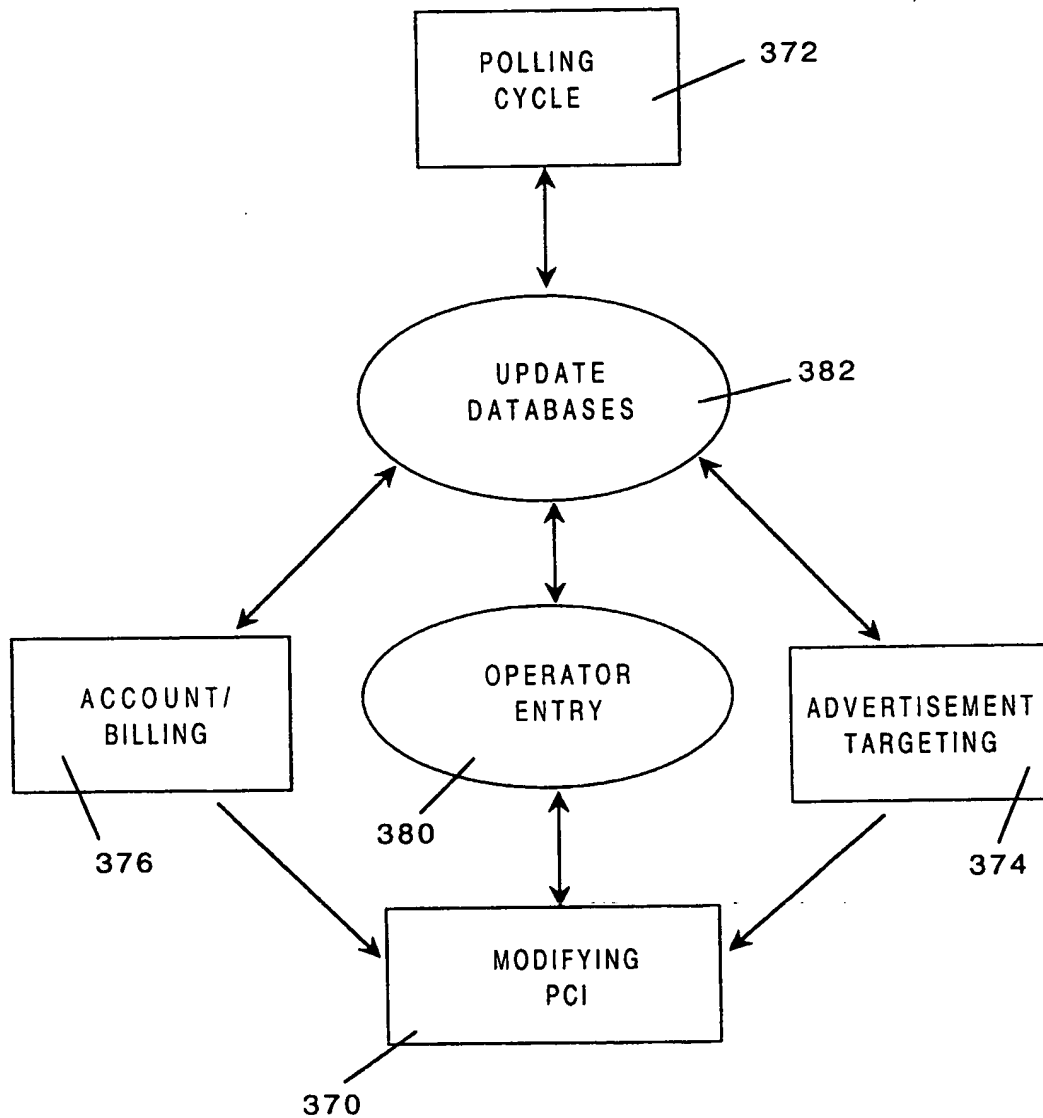 POLLING
CYCLE
372
UPDATE
DATABASES
382
ACCOUNT/
BILLING
376
OPERATOR
ENTRY
380
ADVERTISEMENT
TARGETING
374
MODIFYING
PCI
370